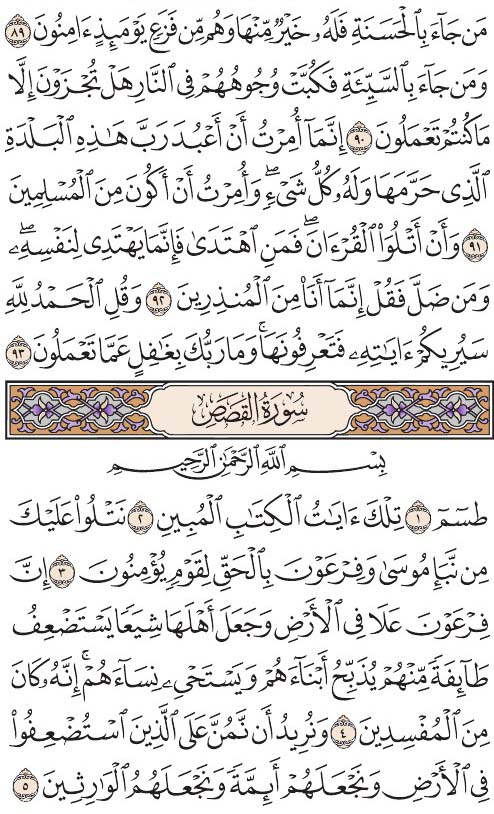 مَن جَآءَ بِٱلْحَسَنَةِ فَلَهُۥ خَيْرٌ مِّنْهَا وَهُم مِّن فَزَعٍ يَوْمَئِذٍ ءَامِنُونَ ٨٩
وَمَن جَآءَ بِٱلسَّيِّئَةِ فَكُبَّتْ وُجُوهُهُمْ فِى ٱلنَّارِ هَلْ تُجْزَوْنَ إِلَّا
مَا كُنتُمْ تَعْمَلُونَ ٩٠ إِنَّمَآ أُمِرْتُ أَنْ أَعْبُدَ رَبَّ هَٰذِهِ ٱلْبَلْدَةِ
ٱلَّذِى حَرَّمَهَا وَلَهُۥ كُلُّ شَىْءٍ ۖ وَأُمِرْتُ أَنْ أَكُونَ مِنَ ٱلْمُسْلِمِينَ
٩١ وَأَنْ أَتْلُوَا۟ ٱلْقُرْءَانَ ۖ فَمَنِ ٱهْتَدَىٰ فَإِنَّمَا يَهْتَدِى لِنَفْسِهِۦ ۖ
وَمَن ضَلَّ فَقُلْ إِنَّمَآ أَنَا۠ مِنَ ٱلْمُنذِرِينَ ٩٢ وَقُلِ ٱلْحَمْدُ لِلَّهِ
سَيُرِيكُمْ ءَايَٰتِهِۦ فَتَعْرِفُونَهَا ۚ وَمَا رَبُّكَ بِغَٰفِلٍ عَمَّا تَعْمَلُونَ ٩٣
سُورَةُ القَصَصِ
بِسْمِ ٱللَّهِ ٱلرَّحْمَٰنِ ٱلرَّحِيمِ
طسٓمٓ ١ تِلْكَ ءَايَٰتُ ٱلْكِتَٰبِ ٱلْمُبِينِ ٢ نَتْلُوا۟ عَلَيْكَ
مِن نَّبَإِ مُوسَىٰ وَفِرْعَوْنَ بِٱلْحَقِّ لِقَوْمٍ يُؤْمِنُونَ ٣ إِنَّ
فِرْعَوْنَ عَلَا فِى ٱلْأَرْضِ وَجَعَلَ أَهْلَهَا شِيَعًا يَسْتَضْعِفُ
طَآئِفَةً مِّنْهُمْ يُذَبِّحُ أَبْنَآءَهُمْ وَيَسْتَحْىِۦ نِسَآءَهُمْ ۚ إِنَّهُۥ كَانَ
مِنَ ٱلْمُفْسِدِينَ ٤ وَنُرِيدُ أَن نَّمُنَّ عَلَى ٱلَّذِينَ ٱسْتُضْعِفُوا۟
فِى ٱلْأَرْضِ وَنَجْعَلَهُمْ أَئِمَّةً وَنَجْعَلَهُمُ ٱلْوَٰرِثِينَ ٥